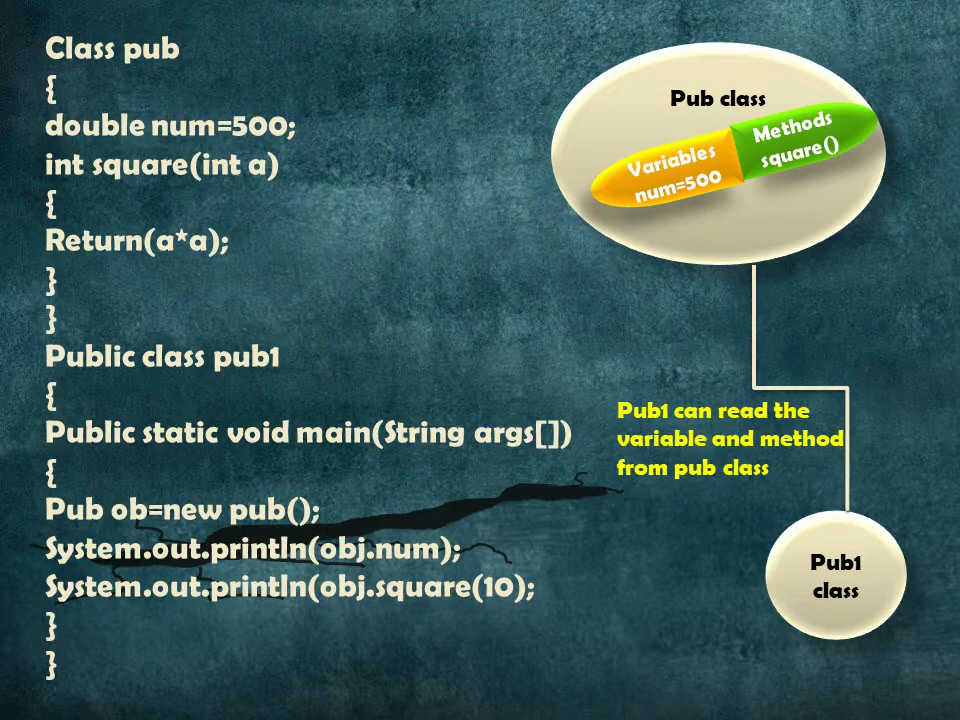 Class pub
{
double num=500;
int square(int a)
{
Return(a*a);
}
}
Public class pub1
{
Public static void main(String args[])
{
Pub ob=new pub();
System.out.println(obj.num);
System.out.println(obj.square(10);
}
}
Pub class
Variables
num=500
Methods
square()
Pub1 can read the
variable and method
from pub class
Pub1
class